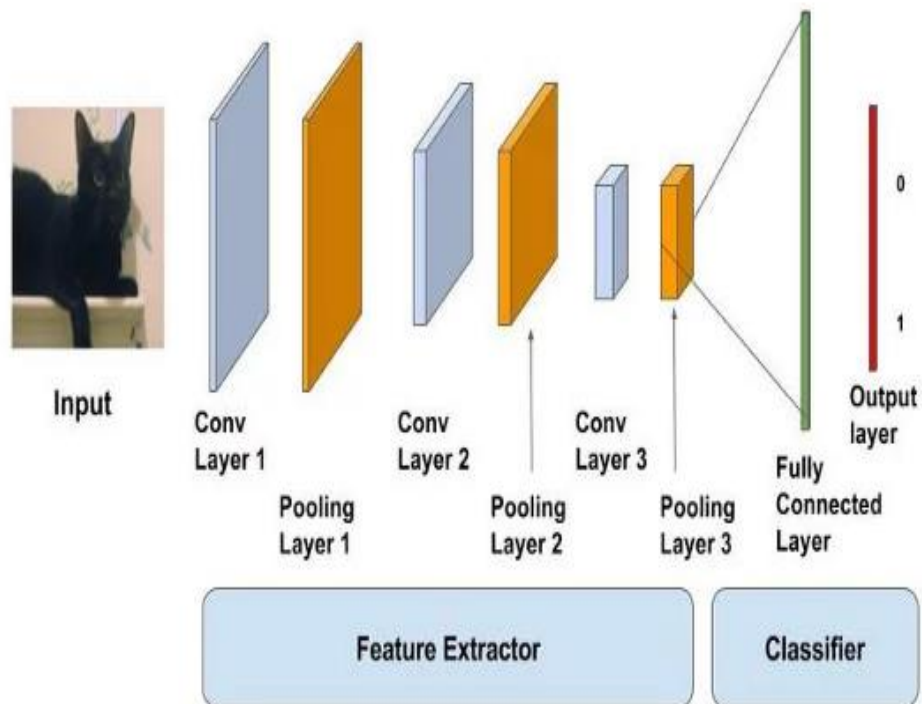 Input
Conv
Layer 1
Pooling
Layer 1
Conv
Layer 2
Pooling
Layer 2
Conv
Layer 3
Pooling
Layer 3
Fully
Connected
Layer
0
1
Output
layer
Feature Extractor
Classifier